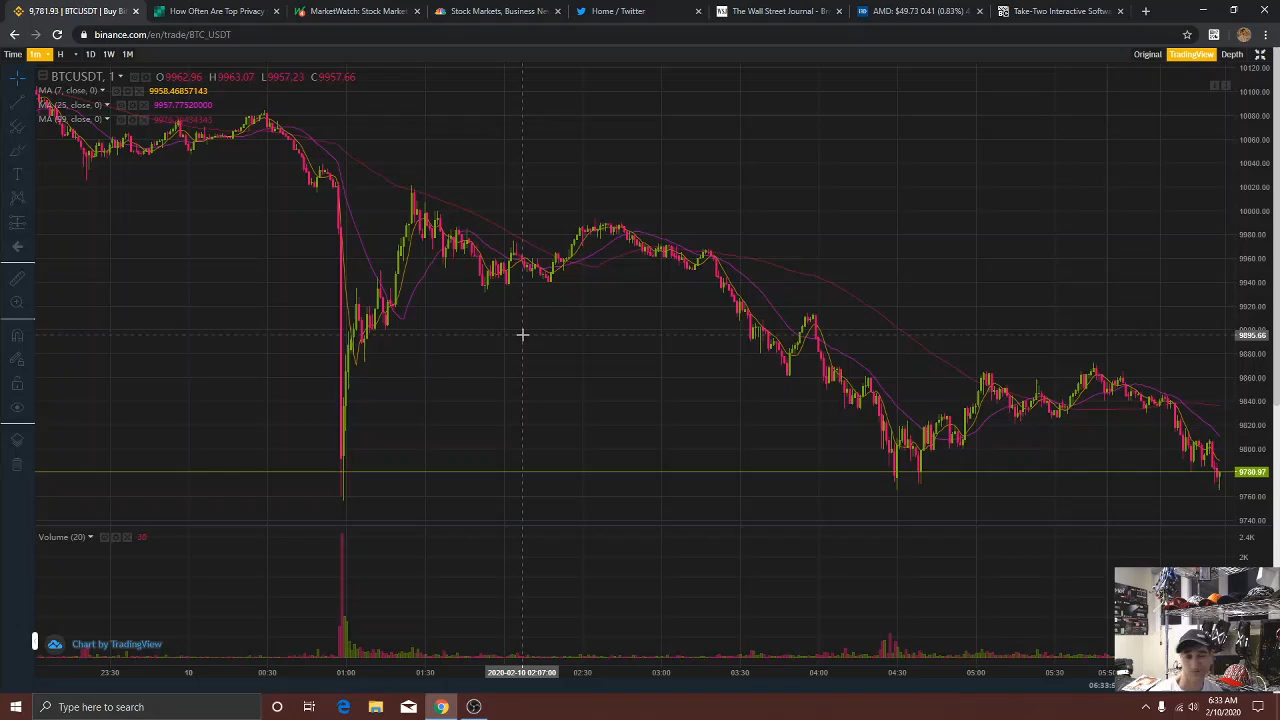 9,781.93 | BTCUSDT | Buy Bi
How Often Are Top Privacy
MarketWatch: Stock Market
Stock Markets, Business Ne
Home / Twitter
The Wall Street Journal - Br
AMD: $49.73 0.41 (0.83%)
Take-Two Interactive Softwa
binance.com/en/trade/BTC_USDT
Time 1m H 1D 1W 1M
Original TradingView Depth
BTCUSDT, 1 O9962.96 H9963.07 L9957.23 C9957.66
MA (7, close, 0) 9958.46857143
MA (25, close, 0) 9957.77520000
close, 0)
10120.00
10100.00
10080.00
10060.00
10040.00
10020.00
10000.00
9980.00
9960.00
9940.00
9920.00
9895.66
9880.00
9860.00
9840.00
9820.00
9800.00
9780.97
9760.00
9740.00
Volume (20) 20
2.4K
2K
Chart by TradingView
23:30 10 00:30 01:00 01:30 2020-02-10 02:07:00 02:30 03:00 03:30 04:00 04:30 05:00 05:30
Type here to search
6:33 AM
2/10/2020